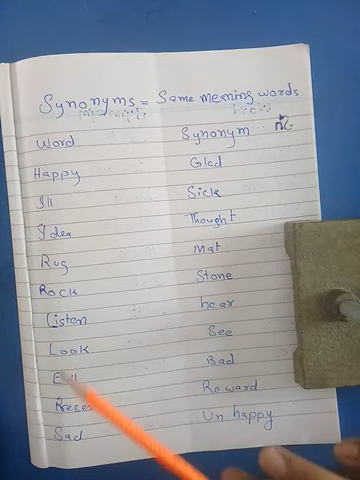 Synonyms = Same meaning words
Word Synonym
Happy Glad
Ill Sick
Idea Thought
Rug Mat
Rock Stone
Listen hear
Look See
Bad
Reward
Sad Un happy